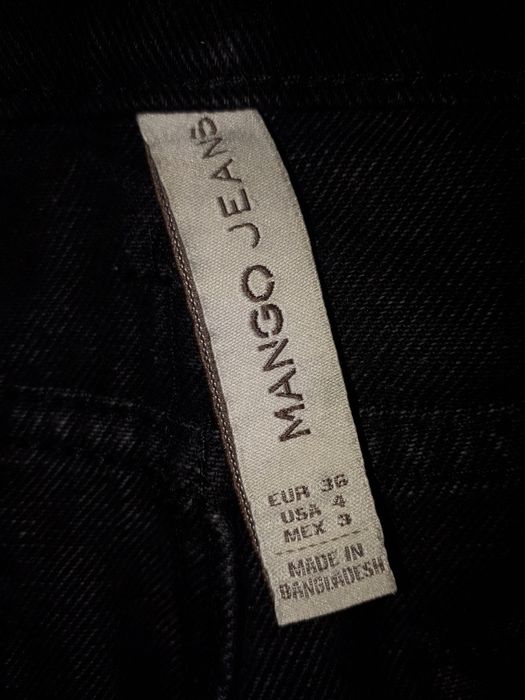 MANGO JEANS
EUR 36
USA 4
MEX 3
MADE IN
BANGLADESH